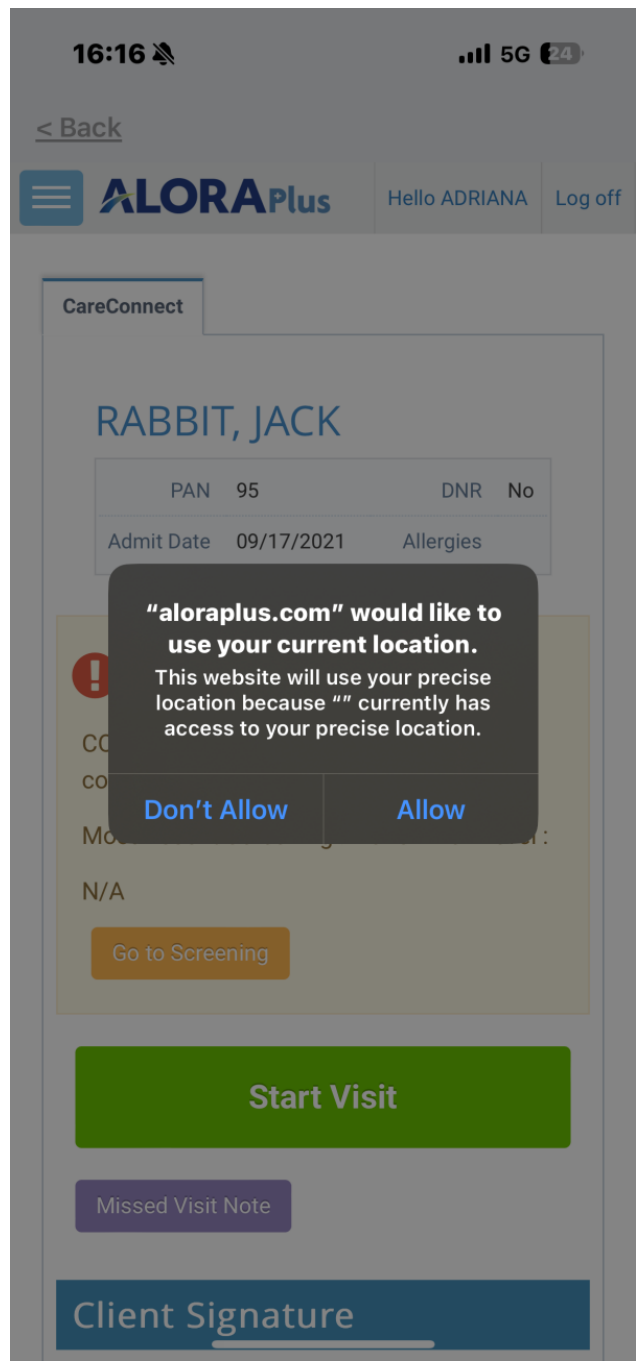 16:16 5G 24
< Back
ALORAPlus Hello ADRIANA Log off
CareConnect
RABBIT, JACK
PAN 95 DNR No
Admit Date 09/17/2021 Allergies
“aloraplus.com” would like to
use your current location.
This website will use your precise
location because “” currently has
access to your precise location.
Don’t Allow Allow
N/A
Go to Screening
Start Visit
Missed Visit Note
Client Signature